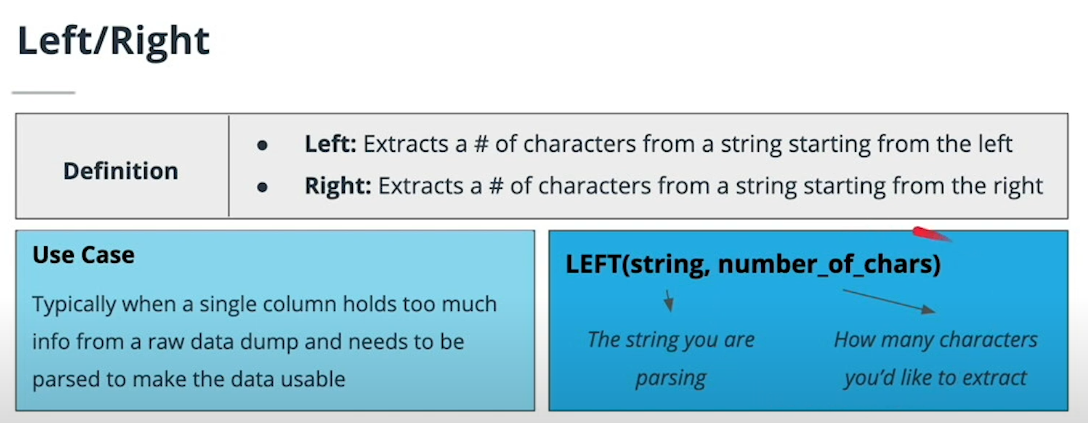 Left/Right
Definition
● Left: Extracts a # of characters from a string starting from the left
● Right: Extracts a # of characters from a string starting from the right
Use Case
Typically when a single column holds too much
info from a raw data dump and needs to be
parsed to make the data usable
LEFT(string, number_of_chars)
The string you are
parsing
How many characters
you’d like to extract